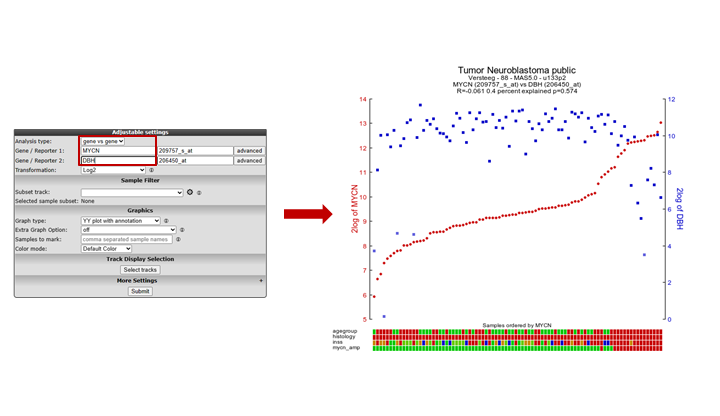 Adjustable settings
Analysis type: gene vs gene
Gene / Reporter 1: MYCN 209757_s_at advanced
Gene / Reporter 2: DBH 206450_at advanced
Transformation: Log2
Sample Filter
Subset track:
Selected sample subset: None
Graphics
Graph type: YY plot with annotation
Extra Graph Option: off
Samples to mark: comma separated sample names
Color mode: Default Color
Track Display Selection
Select tracks
More Settings +
Submit
Tumor Neuroblastoma public
Versteeg - 88 - MAS5.0 - u133p2
MYCN (209757_s_at) vs DBH (206450_at)
R=-0.061 0.4 percent explained p=0.574
14
13
12
11
10
9
8
7
6
5
2log of MYCN
12
10
8
6
4
2
0
2log of DBH
Samples ordered by MYCN
agegroup
histology
inss
mycn_amp